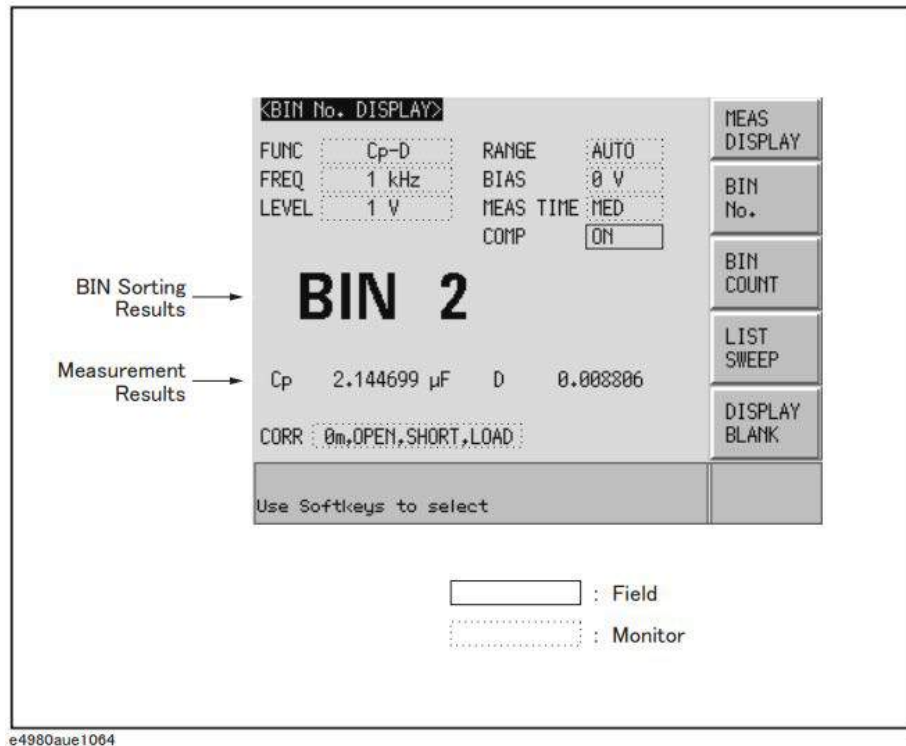 <BIN No. DISPLAY>
FUNC Cp-D RANGE AUTO
FREQ 1 kHz BIAS 0 V
LEVEL 1 V MEAS TIME MED
COMP ON
BIN Sorting
Results
BIN 2
Measurement
Results
Cp 2.144699 µF D 0.008806
CORR 0m,OPEN,SHORT,LOAD
Use Softkeys to select
MEAS
DISPLAY
BIN
No.
BIN
COUNT
LIST
SWEEP
DISPLAY
BLANK
: Field
: Monitor
e4980aue1064